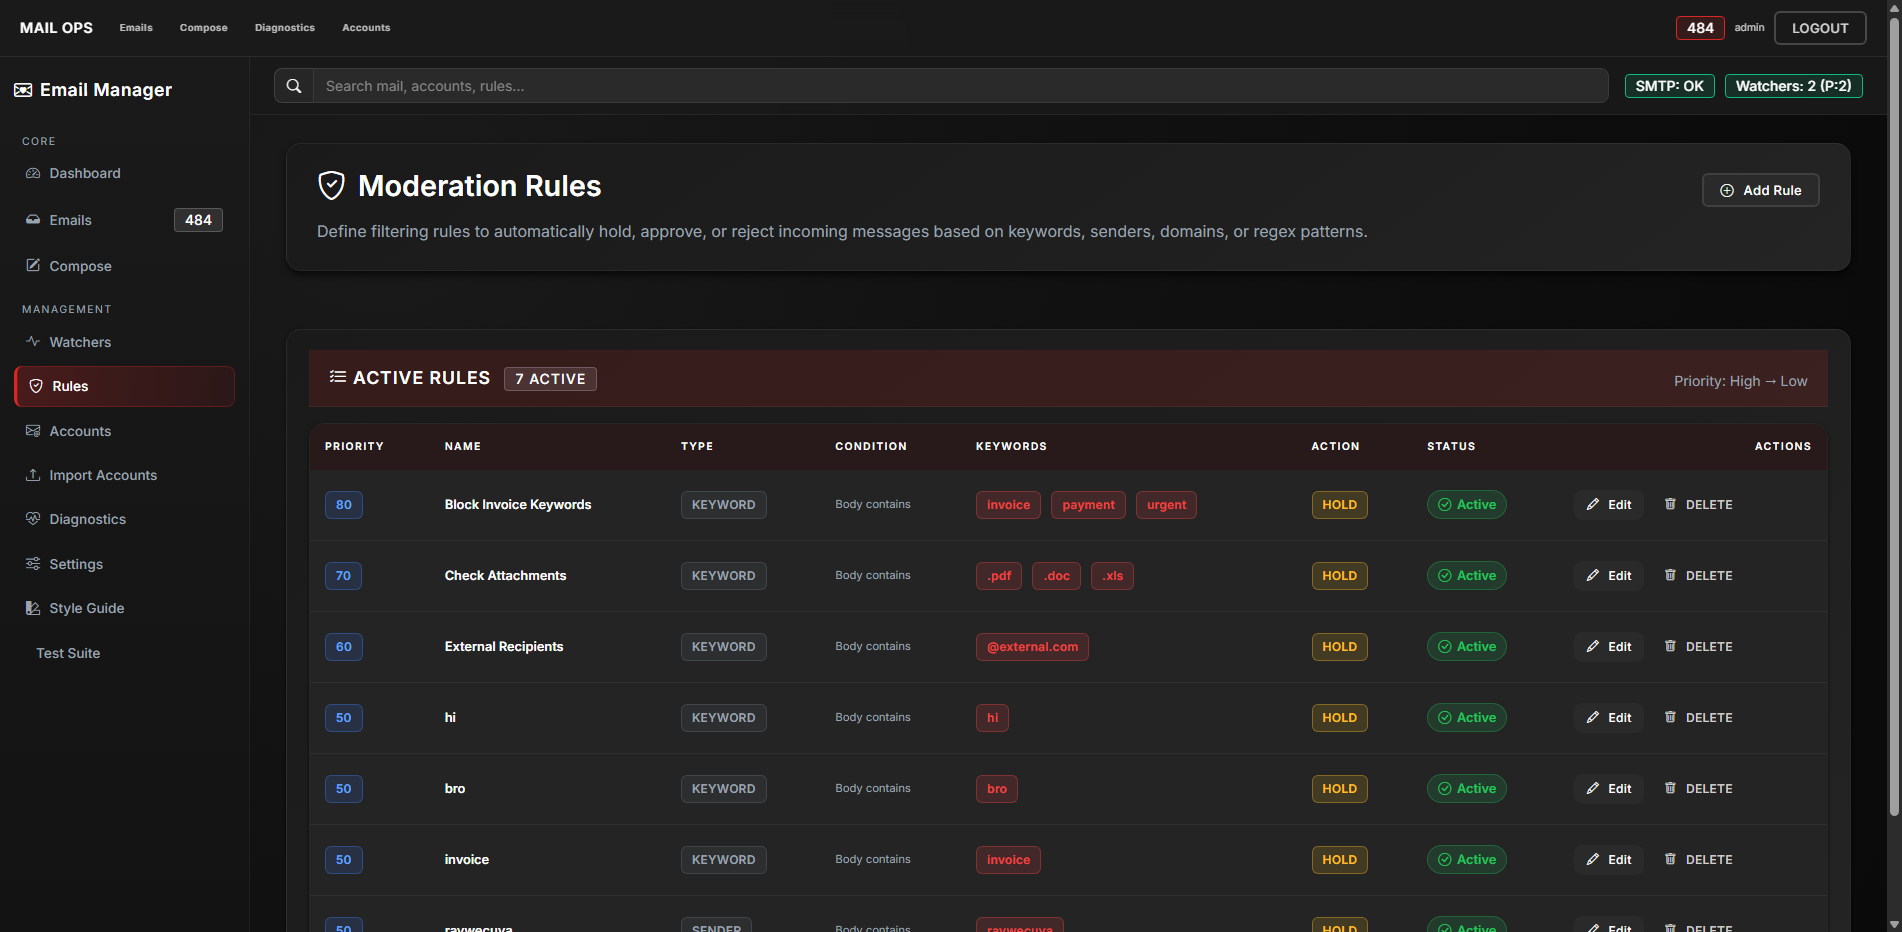 MAIL OPS Emails Compose Diagnostics Accounts 484 admin LOGOUT
Email Manager
Search mail, accounts, rules...
SMTP: OK Watchers: 2 (P:2)
CORE
Dashboard
Emails 484
Compose
MANAGEMENT
Watchers
Rules
Accounts
Import Accounts
Diagnostics
Settings
Style Guide
Test Suite
Moderation Rules
Add Rule
Define filtering rules to automatically hold, approve, or reject incoming messages based on keywords, senders, domains, or regex patterns.
ACTIVE RULES 7 ACTIVE Priority: High → Low
PRIORITY NAME TYPE CONDITION KEYWORDS ACTION STATUS ACTIONS
80 Block Invoice Keywords KEYWORD Body contains invoice payment urgent HOLD Active Edit DELETE
70 Check Attachments KEYWORD Body contains .pdf .doc .xls HOLD Active Edit DELETE
60 External Recipients KEYWORD Body contains @external.com HOLD Active Edit DELETE
50 hi KEYWORD Body contains hi HOLD Active Edit DELETE
50 bro KEYWORD Body contains bro HOLD Active Edit DELETE
50 invoice KEYWORD Body contains invoice HOLD Active Edit DELETE
50 raywecuya SENDER Body contains raywecuya HOLD Active Edit DELETE